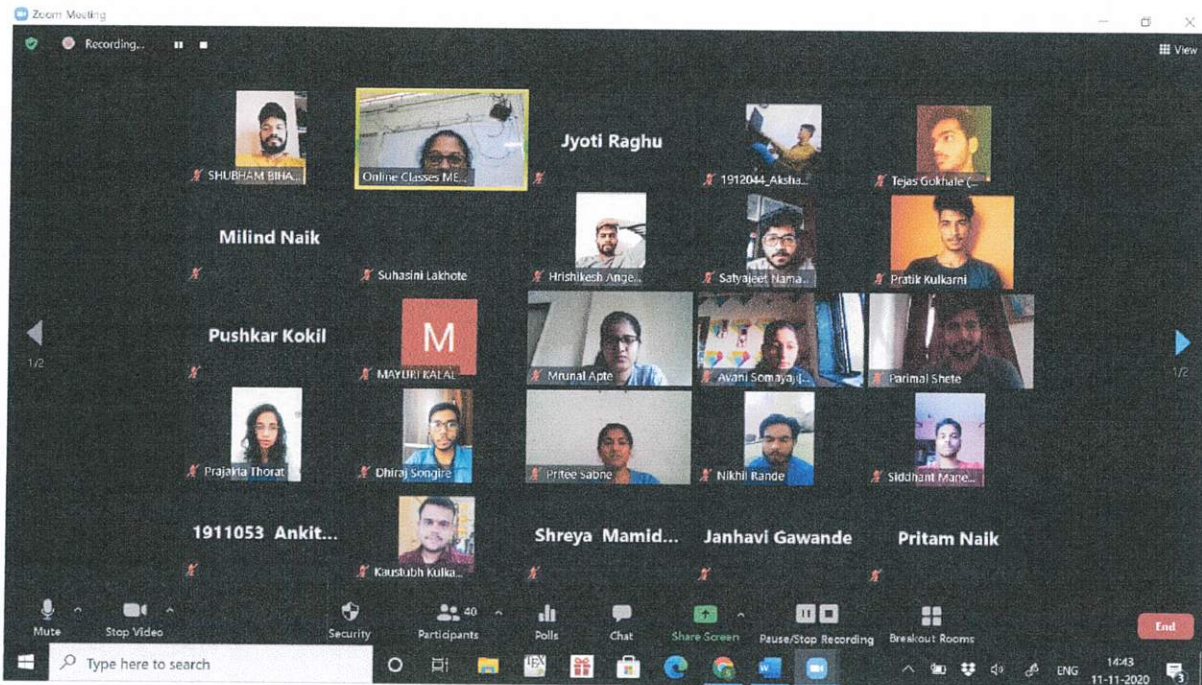 Zoom Meeting
Recording...
View
SHUBHAM BIHA...
Online Classes ME...
Jyoti Raghu
1912044_Aksha...
Tejas Gokhale (...
Milind Naik
Suhasini Lakhote
Hrishikesh Ange...
Satyajeet Nama...
Pratik Kulkarni
Pushkar Kokil
M
MAYURI KALAL
Mrunal Apte
Avani Somayaji(...
Parimal Shete
1/2
1/2
Prajakta Thorat
Dhiraj Songire
Pritee Sabne
Nikhil Rande
Siddhant Mane...
1911053 Ankit...
Kaustubh Kulka...
Shreya Mamid...
Janhavi Gawande
Pritam Naik
Mute
Stop Video
Security
Participants
40
Polls
Chat
Share Screen
Pause/Stop Recording
Breakout Rooms
End
Type here to search
ENG
14:43
11-11-2020
3